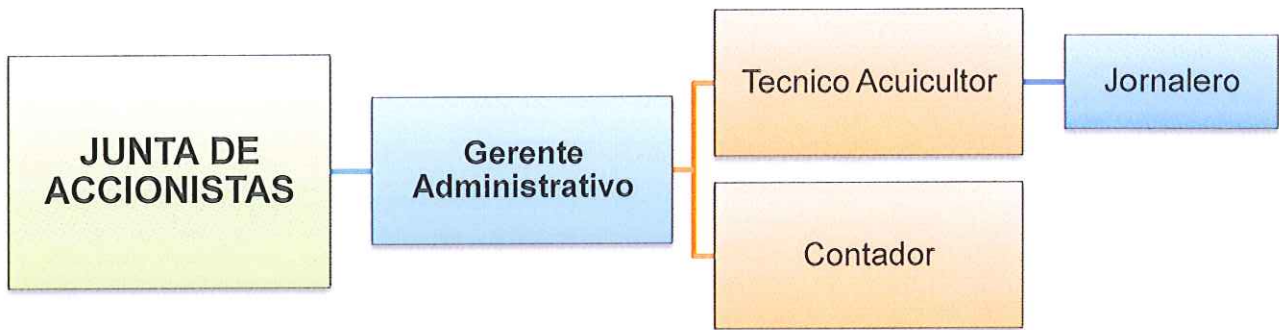 JUNTA DE
ACCIONISTAS
Gerente
Administrativo
Tecnico Acuicultor
Jornalero
Contador